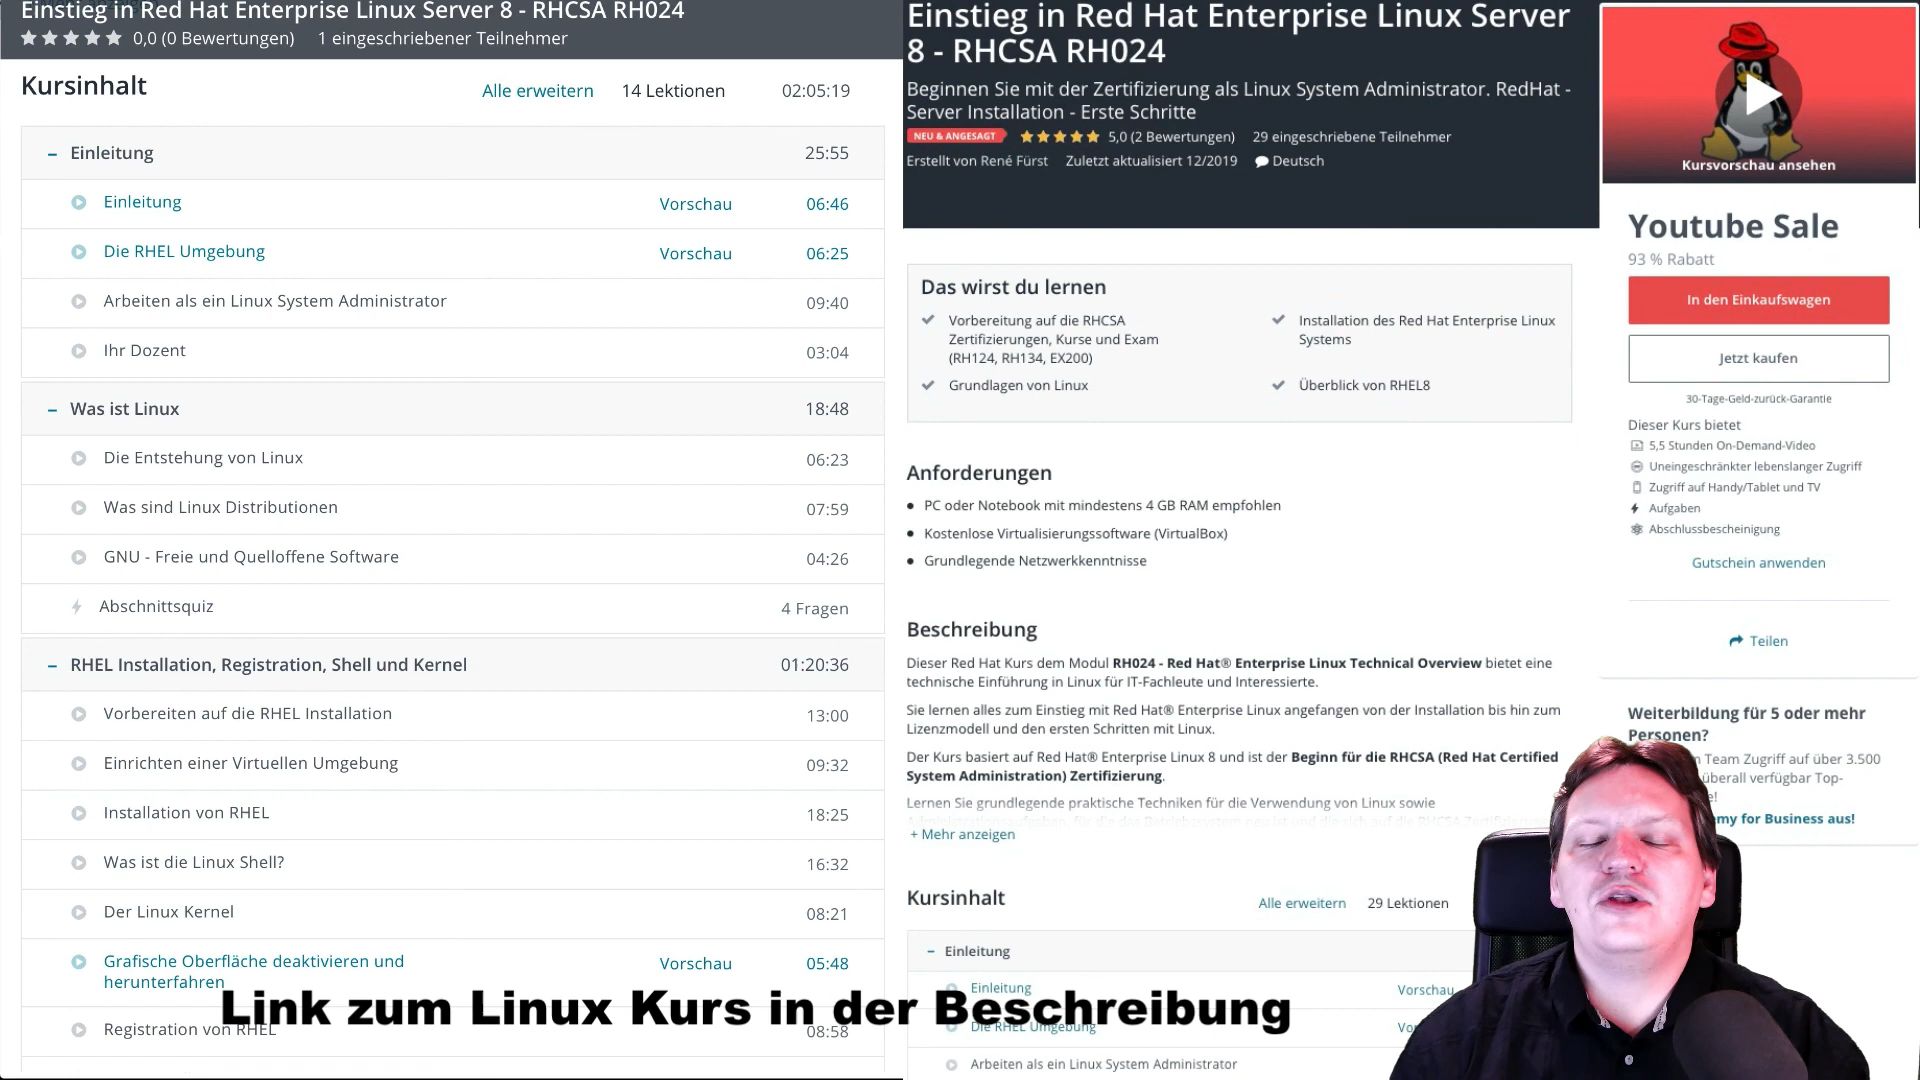 Einstieg in Red Hat Enterprise Linux Server 8 - RHCSA RH024
0,0 (0 Bewertungen) 1 eingeschriebener Teilnehmer
Kursinhalt Alle erweitern 14 Lektionen 02:05:19
– Einleitung 25:55
Einleitung Vorschau 06:46
Die RHEL Umgebung Vorschau 06:25
Arbeiten als ein Linux System Administrator 09:40
Ihr Dozent 03:04
– Was ist Linux 18:48
Die Entstehung von Linux 06:23
Was sind Linux Distributionen 07:59
GNU - Freie und Quelloffene Software 04:26
Abschnittsquiz 4 Fragen
– RHEL Installation, Registration, Shell und Kernel 01:20:36
Vorbereiten auf die RHEL Installation 13:00
Einrichten einer Virtuellen Umgebung 09:32
Installation von RHEL 18:25
Was ist die Linux Shell? 16:32
Der Linux Kernel 08:21
Grafische Oberfläche deaktivieren und Vorschau 05:48
herunterfahren
Registration von RHEL 08:58
Einstieg in Red Hat Enterprise Linux Server
8 - RHCSA RH024
Beginnen Sie mit der Zertifizierung als Linux System Administrator. RedHat -
Server Installation - Erste Schritte
NEU & ANGESAGT 5,0 (2 Bewertungen) 29 eingeschriebene Teilnehmer
Erstellt von René Fürst Zuletzt aktualisiert 12/2019 Deutsch
Das wirst du lernen
Vorbereitung auf die RHCSA
Zertifizierungen, Kurse und Exam
(RH124, RH134, EX200)
Installation des Red Hat Enterprise Linux
Systems
Grundlagen von Linux
Überblick von RHEL8
Anforderungen
PC oder Notebook mit mindestens 4 GB RAM empfohlen
Kostenlose Virtualisierungssoftware (VirtualBox)
Grundlegende Netzwerkkenntnisse
Beschreibung
Dieser Red Hat Kurs dem Modul RH024 - Red Hat® Enterprise Linux Technical Overview bietet eine
technische Einführung in Linux für IT-Fachleute und Interessierte.
Sie lernen alles zum Einstieg mit Red Hat® Enterprise Linux angefangen von der Installation bis hin zum
Lizenzmodell und den ersten Schritten mit Linux.
Der Kurs basiert auf Red Hat® Enterprise Linux 8 und ist der Beginn für die RHCSA (Red Hat Certified
System Administration) Zertifizierung.
Lernen Sie grundlegende praktische Techniken für die Verwendung von Linux sowie
+ Mehr anzeigen
Kursinhalt Alle erweitern 29 Lektionen
– Einleitung
Einleitung Vorschau
Die RHEL Umgebung
Arbeiten als ein Linux System Administrator
Kursvorschau ansehen
Youtube Sale
93 % Rabatt
In den Einkaufswagen
Jetzt kaufen
30-Tage-Geld-zurück-Garantie
Dieser Kurs bietet
5,5 Stunden On-Demand-Video
Uneingeschränkter lebenslanger Zugriff
Zugriff auf Handy/Tablet und TV
Aufgaben
Abschlussbescheinigung
Gutschein anwenden
Teilen
Weiterbildung für 5 oder mehr
Personen?
Team Zugriff auf über 3.500
überall verfügbar Top-
for Business aus!
Link zum Linux Kurs in der Beschreibung